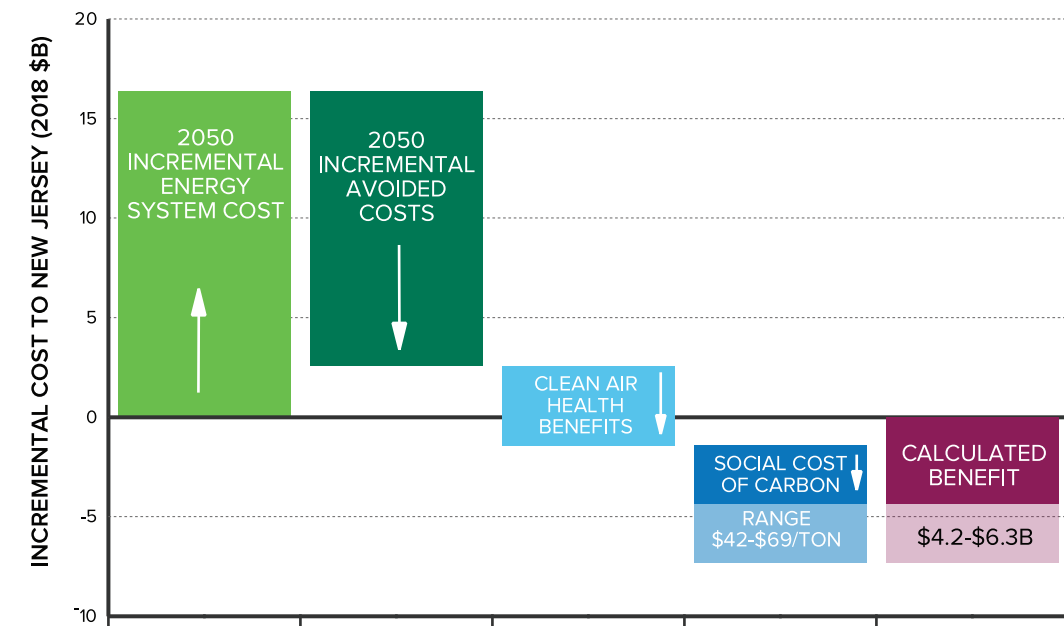 INCREMENTAL COST TO NEW JERSEY (2018 $B)
20
15
10
5
0
-5
-10
2050
INCREMENTAL
ENERGY
SYSTEM COST
2050
INCREMENTAL
AVOIDED
COSTS
CLEAN AIR
HEALTH
BENEFITS
SOCIAL COST
OF CARBON
RANGE
$42-$69/TON
CALCULATED
BENEFIT
$4.2-$6.3B